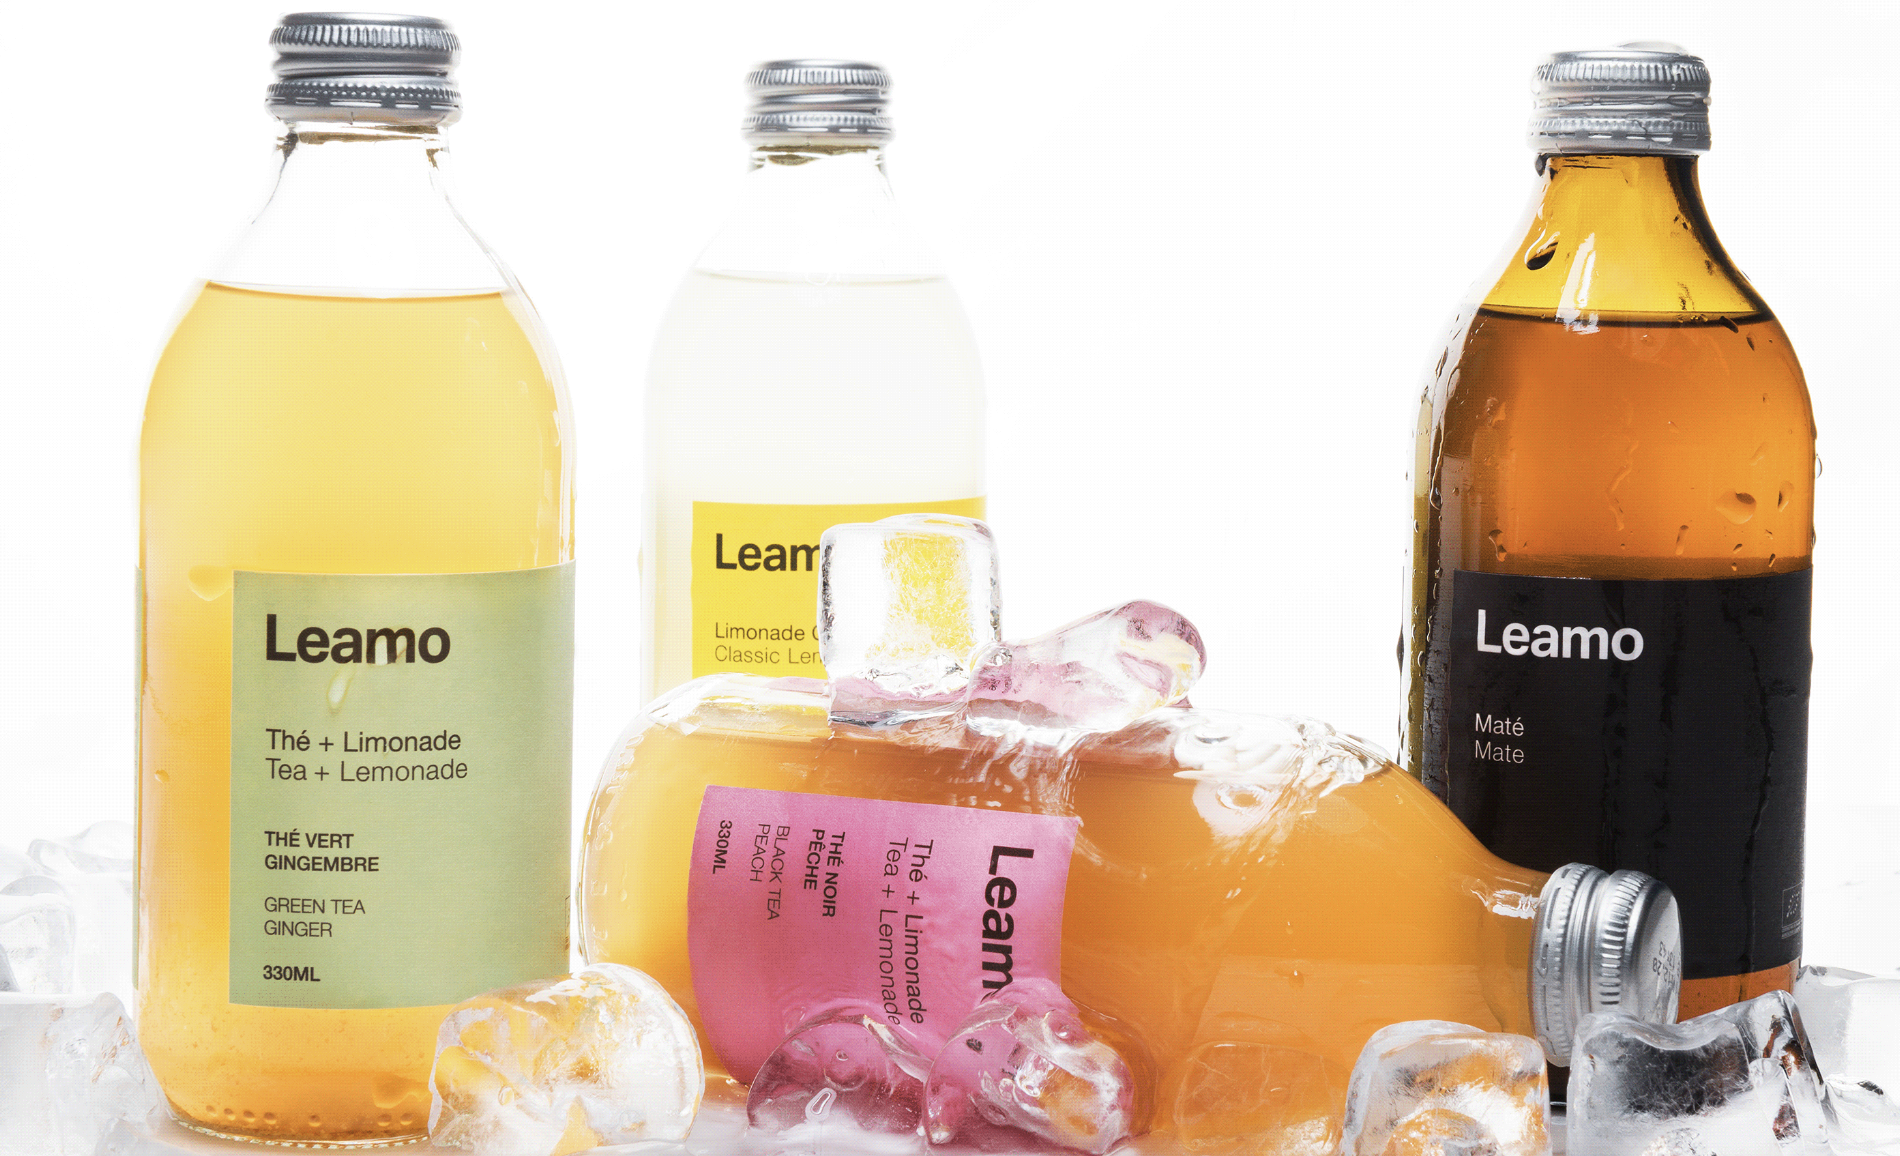 Leamo
Thé + Limonade
Tea + Lemonade
THÉ VERT
GINGEMBRE
GREEN TEA
GINGER
330ML
Leam
Limonade
Classic
Leam
Thé + Limonade
Tea + Lemonade
THÉ NOIR
PÊCHE
BLACK TEA
PEACH
330ML
Leamo
Maté
Mate